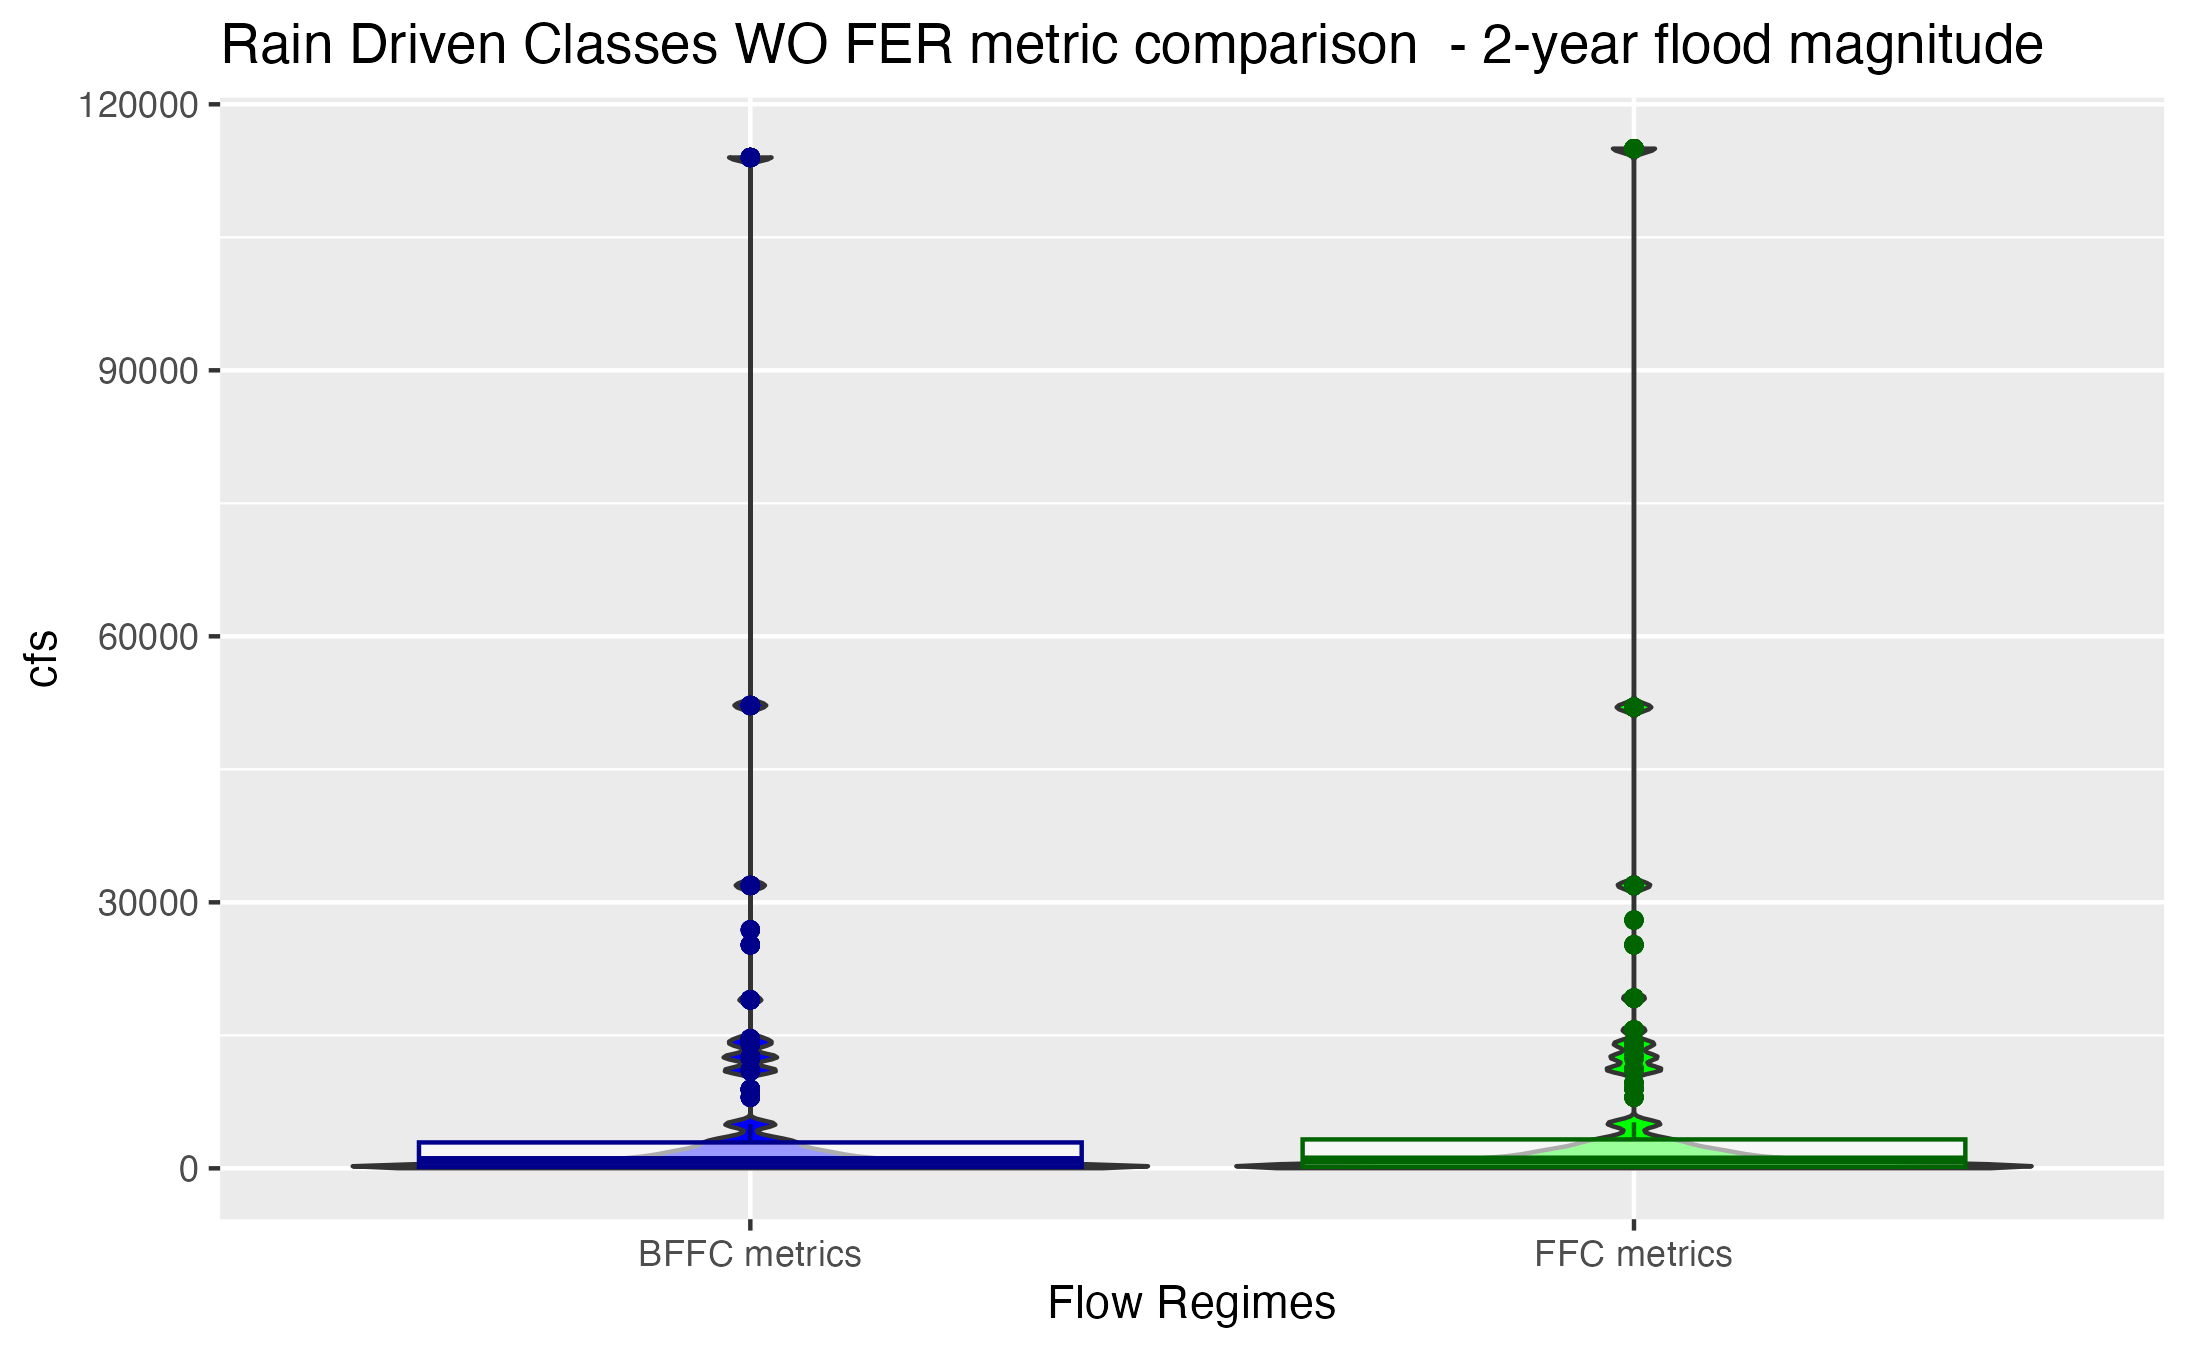 Rain Driven Classes WO FER metric comparison  - 2-year flood magnitude
120000
90000
60000
30000
0
cfs
BFFC metrics
FFC metrics
Flow Regimes